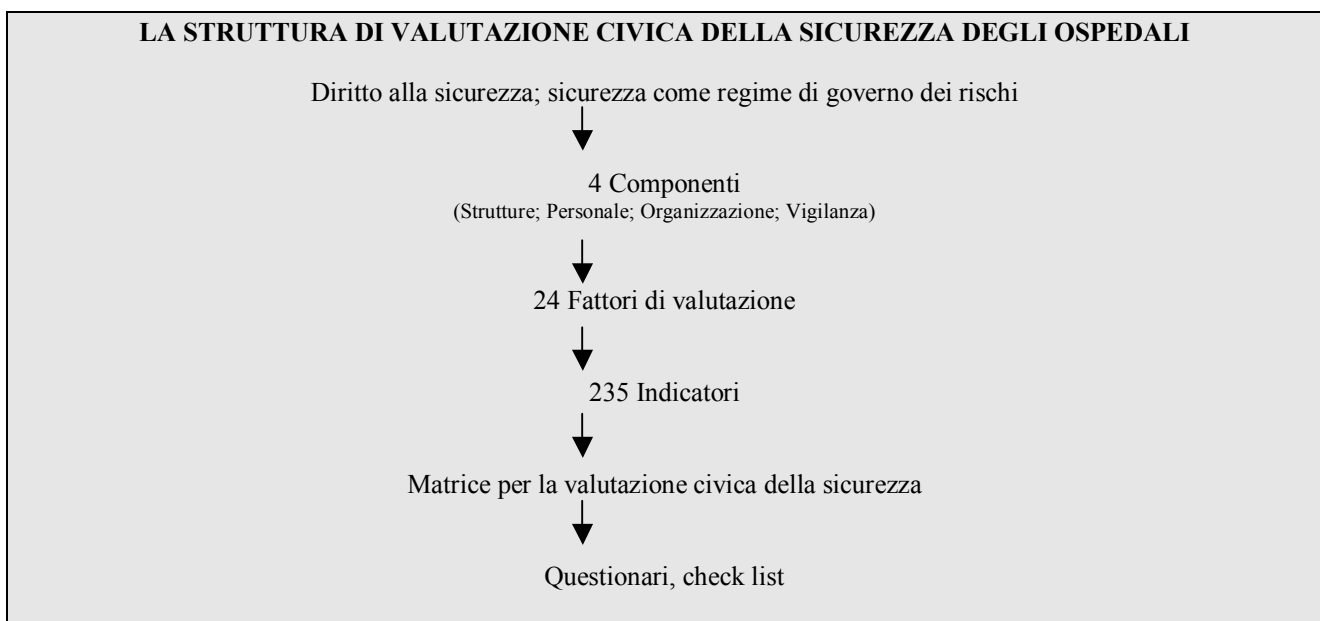 LA STRUTTURA DI VALUTAZIONE CIVICA DELLA SICUREZZA DEGLI OSPEDALI
Diritto alla sicurezza; sicurezza come regime di governo dei rischi
4 Componenti
(Strutture; Personale; Organizzazione; Vigilanza)
24 Fattori di valutazione
235 Indicatori
Matrice per la valutazione civica della sicurezza
Questionari, check list